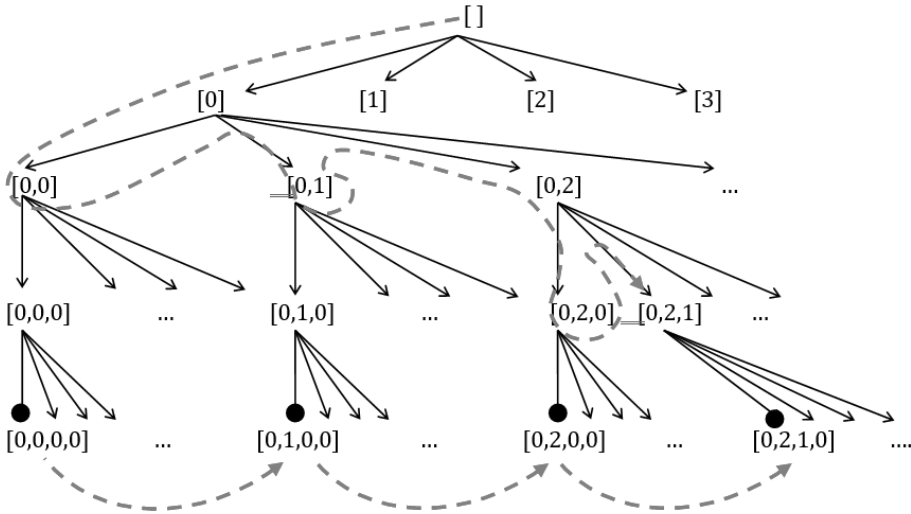 [ ]
[0] [1] [2] [3]
[0,0] [0,1] [0,2] ...
[0,0,0] ... [0,1,0] ... [0,2,0] [0,2,1] ...
[0,0,0,0] ... [0,1,0,0] ... [0,2,0,0] ... [0,2,1,0] ....